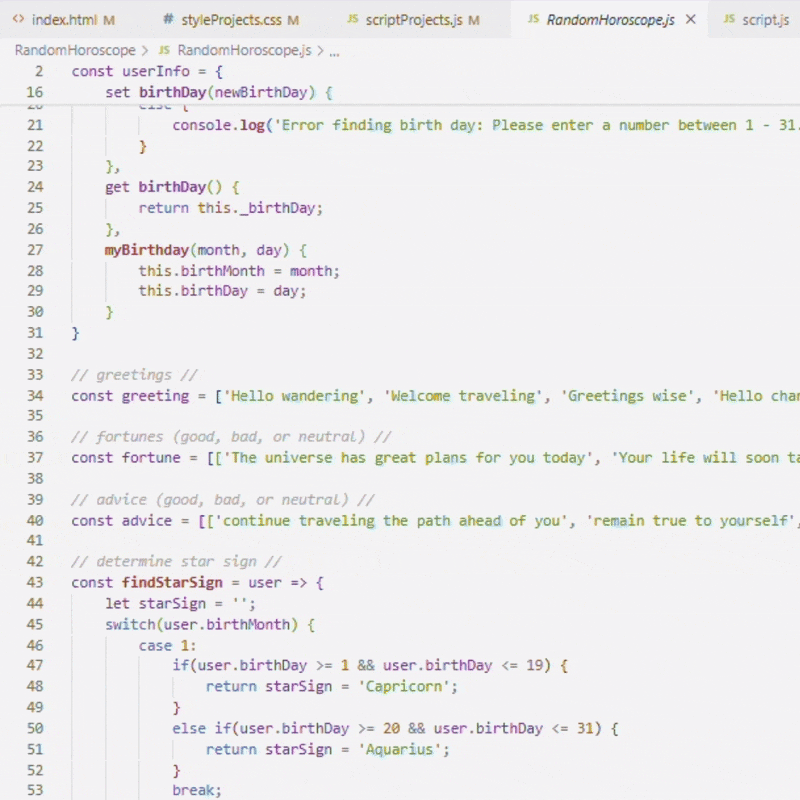 <> index.html M # styleProjects.css M JS scriptProjects.js M JS RandomHoroscope.js × JS script.js
RandomHoroscope > JS RandomHoroscope.js > ...
2 const userInfo = {
16 set birthDay(newBirthDay) {
20 else {
21 console.log('Error finding birth day: Please enter a number between 1 - 31.
22 }
23 },
24 get birthDay() {
25 return this._birthDay;
26 },
27 myBirthday(month, day) {
28 this.birthMonth = month;
29 this.birthDay = day;
30 }
31 }
32
33 // greetings //
34 const greeting = ['Hello wandering', 'Welcome traveling', 'Greetings wise', 'Hello char
35
36 // fortunes (good, bad, or neutral) //
37 const fortune = [['The universe has great plans for you today', 'Your life will soon ta
38
39 // advice (good, bad, or neutral) //
40 const advice = [['continue traveling the path ahead of you', 'remain true to yourself',
41
42 // determine star sign //
43 const findStarSign = user => {
44 let starSign = '';
45 switch(user.birthMonth) {
46 case 1:
47 if(user.birthDay >= 1 && user.birthDay <= 19) {
48 return starSign = 'Capricorn';
49 }
50 else if(user.birthDay >= 20 && user.birthDay <= 31) {
51 return starSign = 'Aquarius';
52 }
53 break;